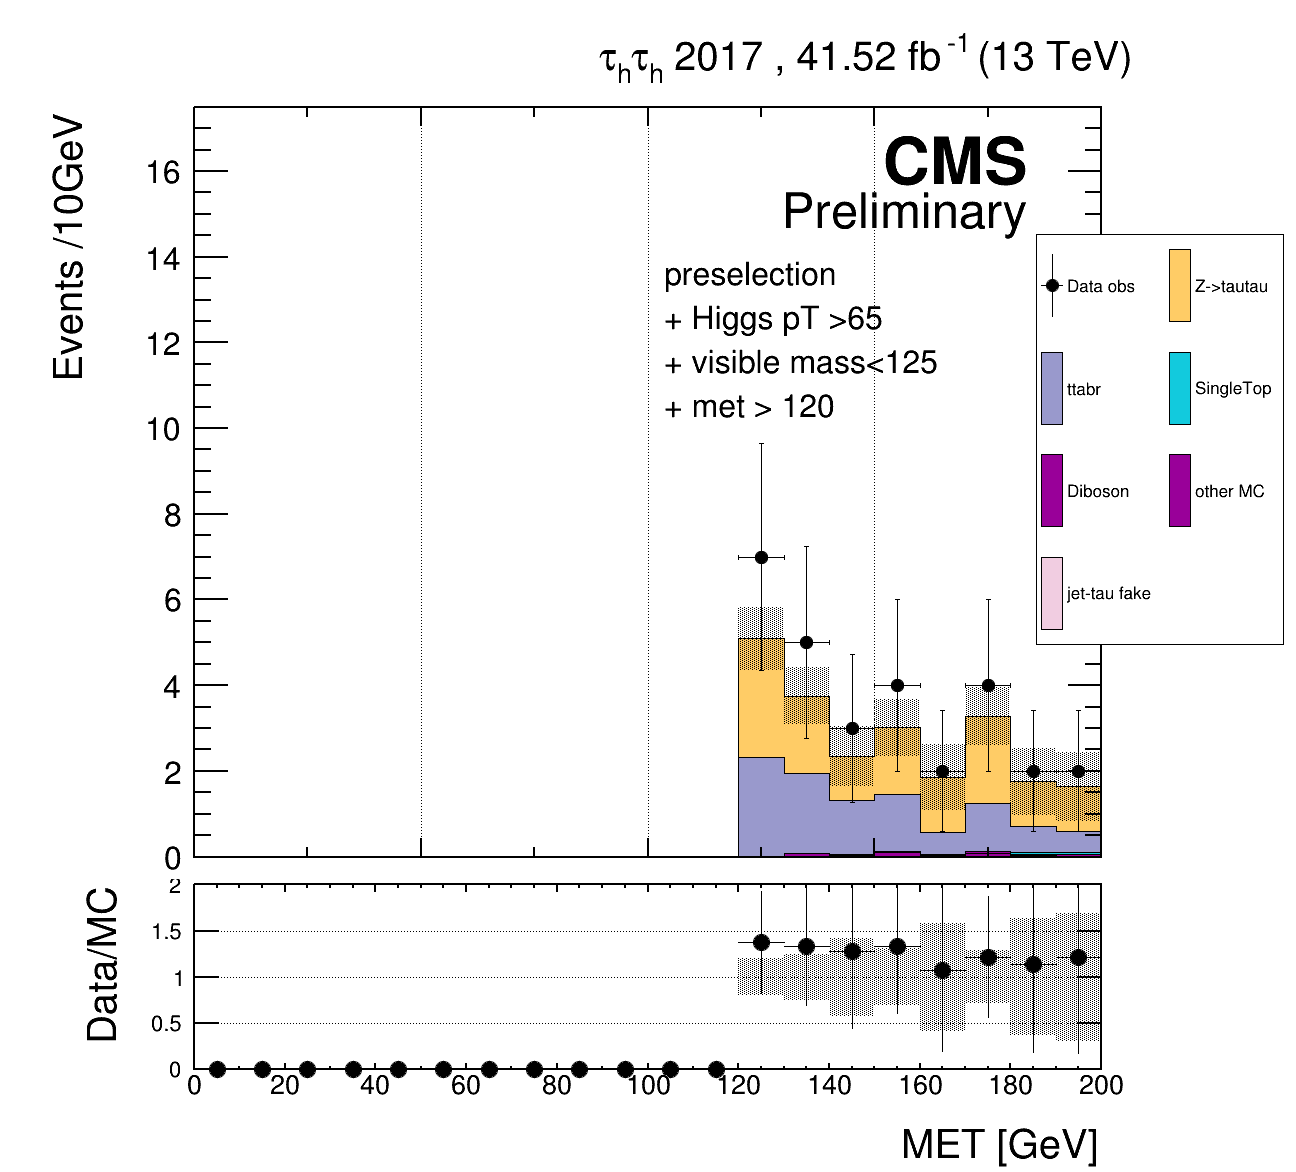 τhτh 2017 , 41.52 fb-1 (13 TeV)
Events /10GeV
CMS
Preliminary
preselection
+ Higgs pT >65
+ visible mass<125
+ met > 120
Data obs
Z->tautau
ttabr
SingleTop
Diboson
other MC
jet-tau fake
16
14
12
10
8
6
4
2
0
Data/MC
2
1.5
1
0.5
0
0 20 40 60 80 100 120 140 160 180 200
MET [GeV]